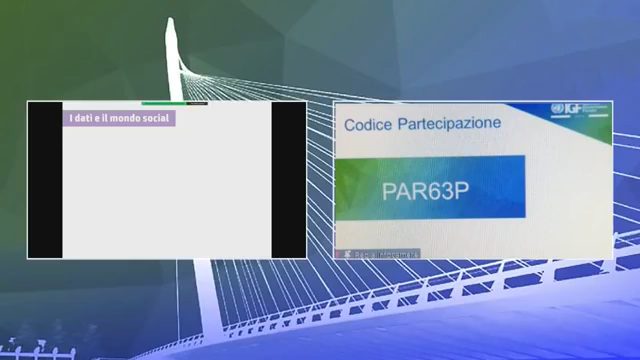 I dati e il mondo social
IGF
Codice Partecipazione
PAR63P